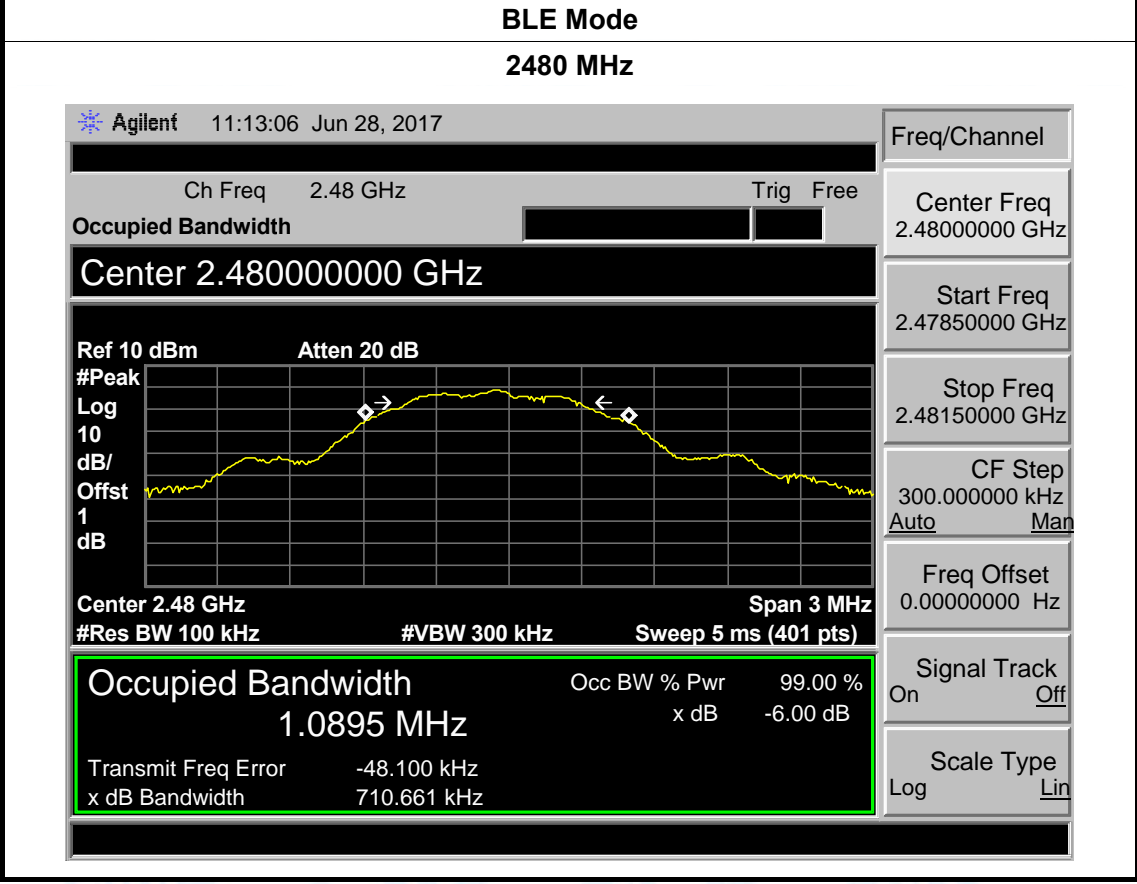 BLE Mode
2480 MHz
Agilent 11:13:06 Jun 28, 2017
Freq/Channel
Ch Freq 2.48 GHz Trig Free
Occupied Bandwidth
Center 2.480000000 GHz
Ref 10 dBm Atten 20 dB
#Peak
Log
10
dB/
Offst
1
dB
Center 2.48 GHz Span 3 MHz
#Res BW 100 kHz #VBW 300 kHz Sweep 5 ms (401 pts)
Occupied Bandwidth
1.0895 MHz
Occ BW % Pwr 99.00 %
x dB -6.00 dB
Transmit Freq Error -48.100 kHz
x dB Bandwidth 710.661 kHz
Center Freq
2.48000000 GHz
Start Freq
2.47850000 GHz
Stop Freq
2.48150000 GHz
CF Step
300.000000 kHz
Auto Man
Freq Offset
0.00000000 Hz
Signal Track
On Off
Scale Type
Log Lin